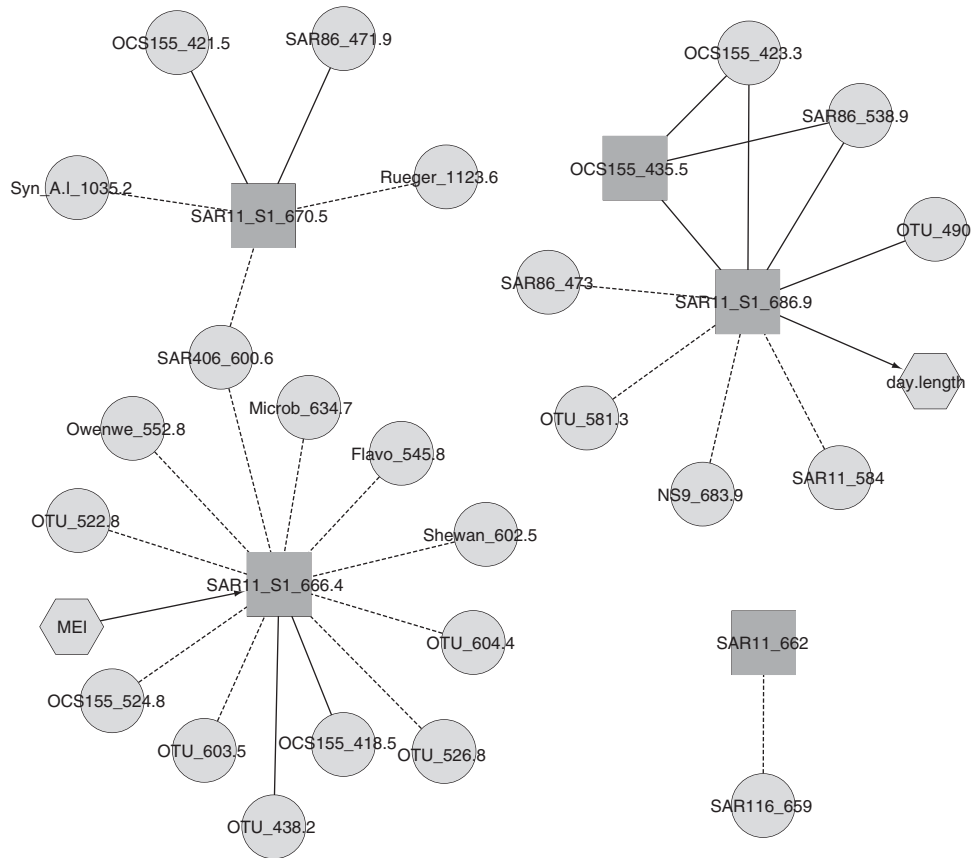 OCS155_421.5
SAR86_471.9
OCS155_423.3
SAR86_538.9
OCS155_435.5
Syn_A.I_1035.2
Rueger_1123.6
SAR11_S1_670.5
OTU_490
SAR86_473
SAR11_S1_686.9
SAR406_600.6
day.length
Microb_634.7
Owenwe_552.8
OTU_581.3
Flavo_545.8
SAR11_584
NS9_683.9
OTU_522.8
Shewan_602.5
SAR11_S1_666.4
MEI
OTU_604.4
SAR11_662
OCS155_524.8
OTU_603.5
OCS155_418.5
OTU_526.8
SAR116_659
OTU_438.2